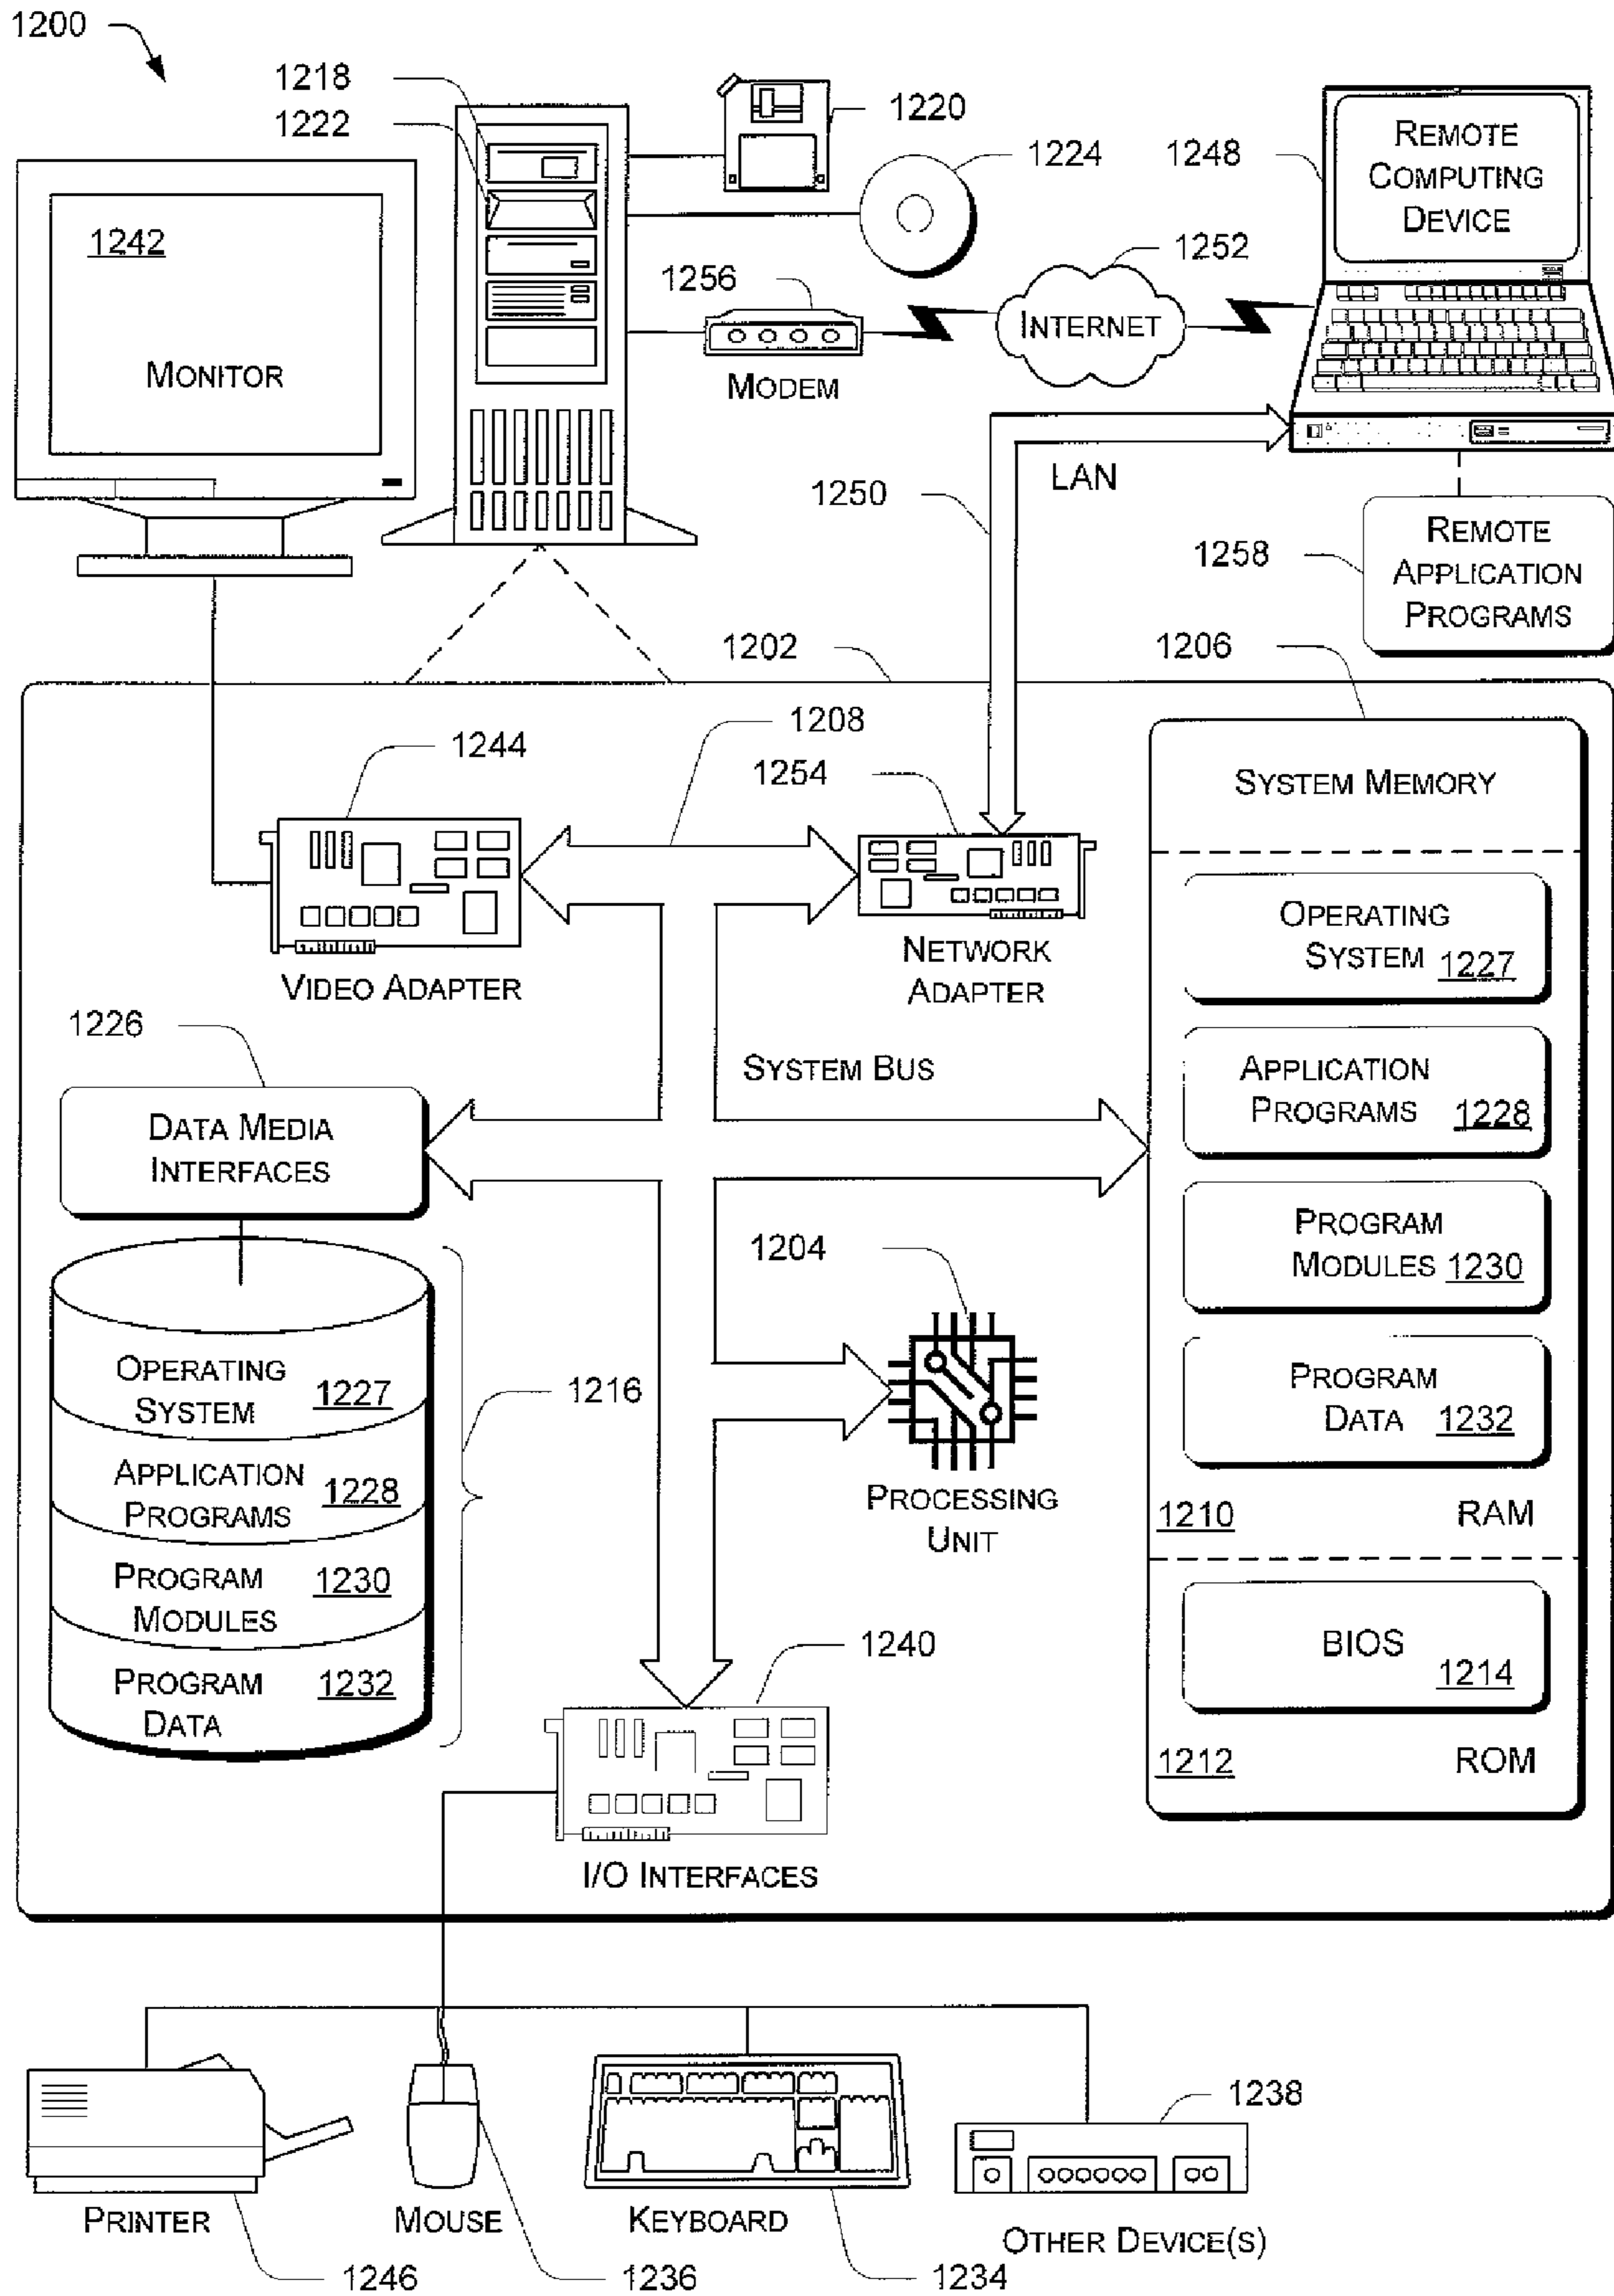 1200
1218
1222
1220
1224
1248
REMOTE
COMPUTING
DEVICE
1242
MONITOR
1256
MODEM
1252
INTERNET
LAN
1250
1258
REMOTE
APPLICATION
PROGRAMS
1202
1206
1208
1244
1254
VIDEO ADAPTER
NETWORK
ADAPTER
SYSTEM MEMORY
OPERATING
SYSTEM 1227
APPLICATION
PROGRAMS 1228
PROGRAM
MODULES 1230
PROGRAM
DATA 1232
1210 RAM
BIOS
1214
1212 ROM
1226
DATA MEDIA
INTERFACES
SYSTEM BUS
1204
PROCESSING
UNIT
OPERATING
SYSTEM 1227
APPLICATION
PROGRAMS 1228
PROGRAM
MODULES 1230
PROGRAM
DATA 1232
1216
1240
I/O INTERFACES
PRINTER
1246
MOUSE
1236
KEYBOARD
1234
1238
OTHER DEVICE(S)